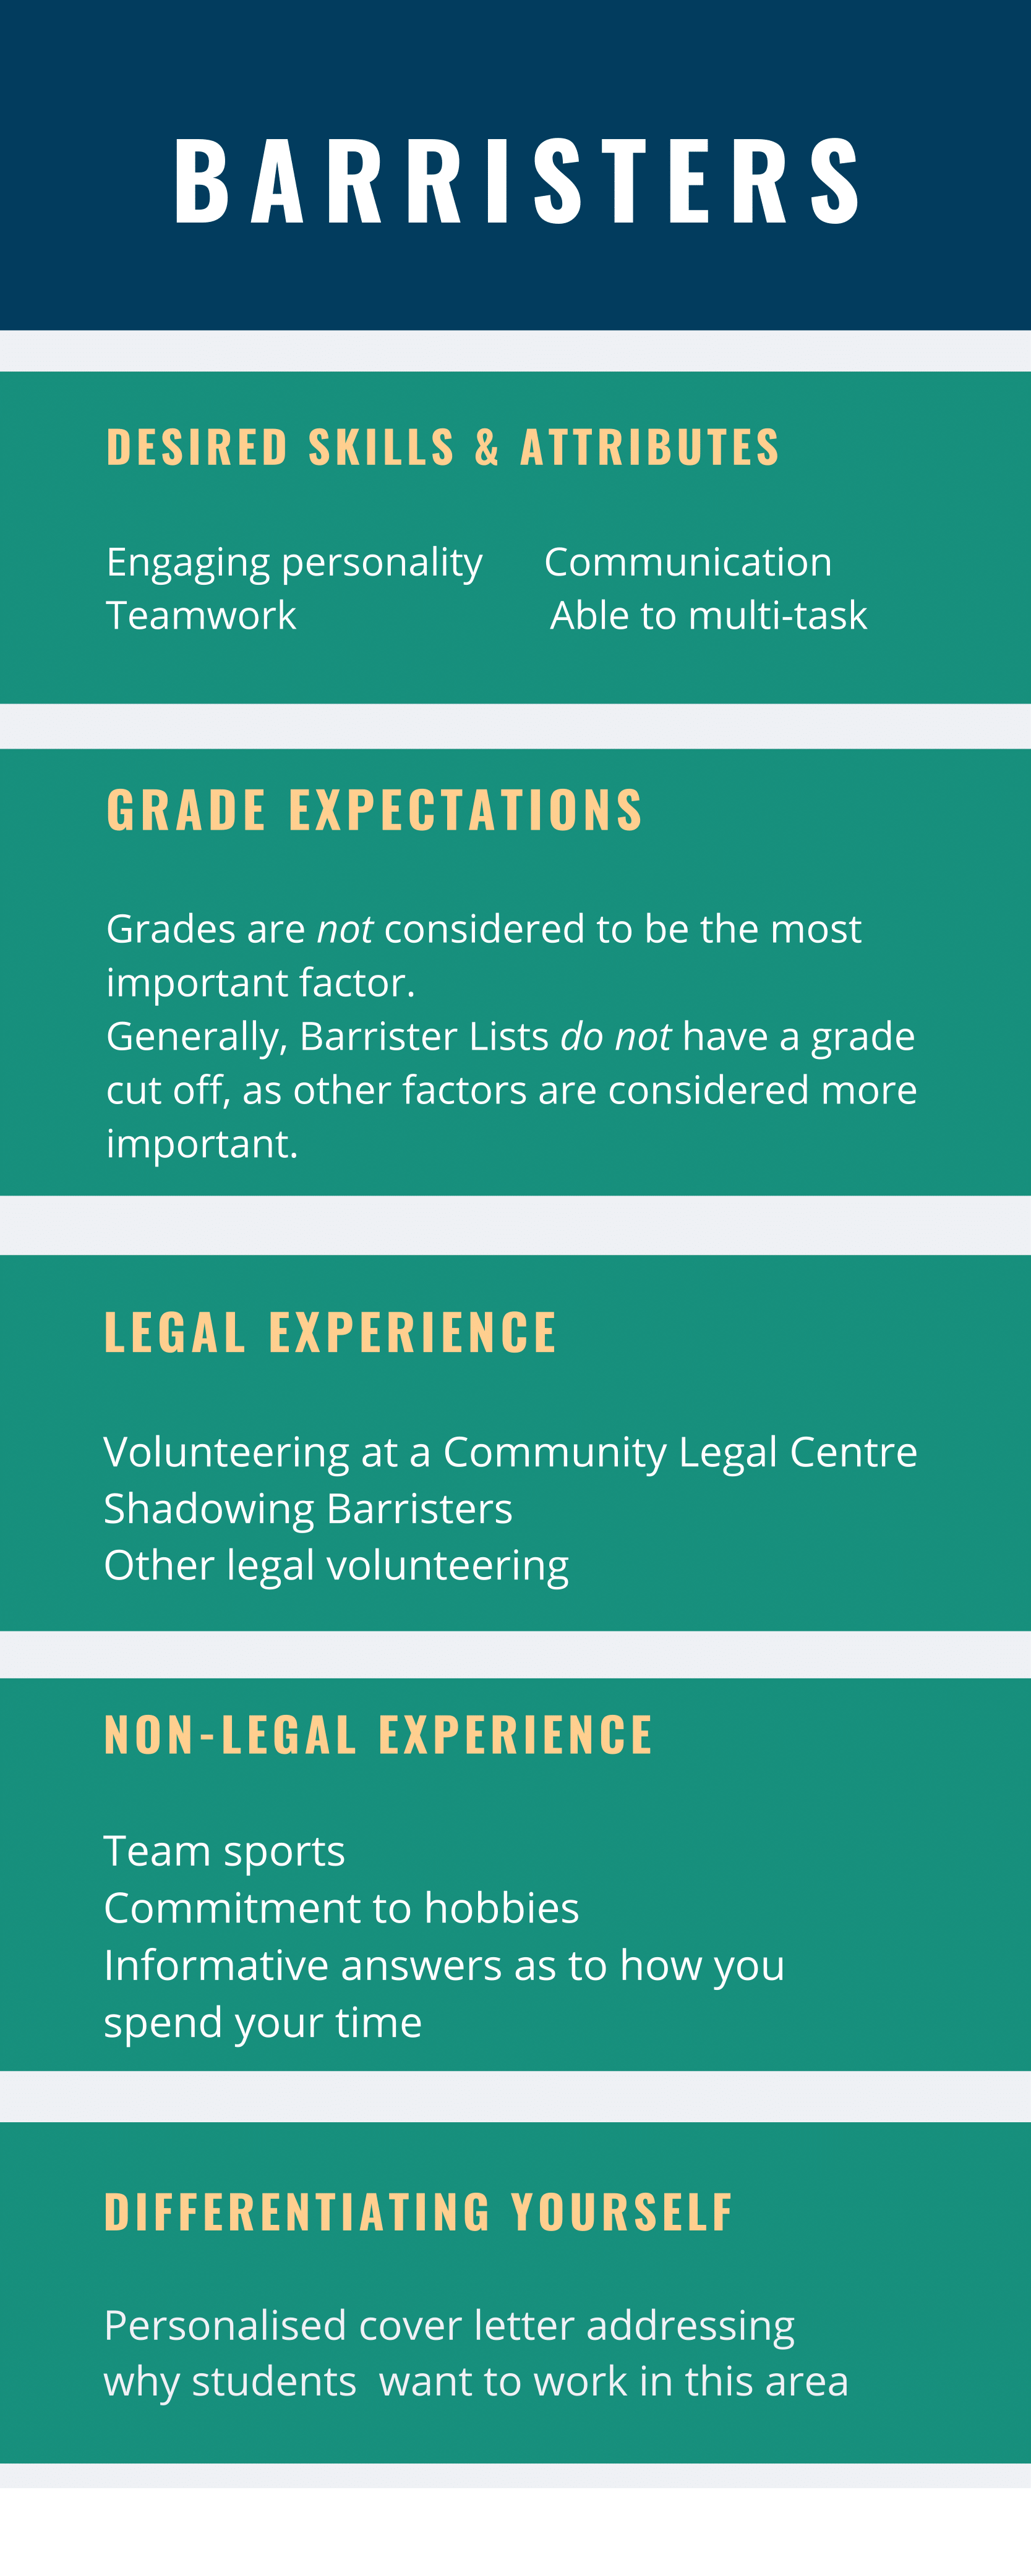 BARRISTERS
DESIRED SKILLS & ATTRIBUTES
Engaging personality Communication
Teamwork Able to multi-task
GRADE EXPECTATIONS
Grades are not considered to be the most
important factor.
Generally, Barrister Lists do not have a grade
cut off, as other factors are considered more
important.
LEGAL EXPERIENCE
Volunteering at a Community Legal Centre
Shadowing Barristers
Other legal volunteering
NON-LEGAL EXPERIENCE
Team sports
Commitment to hobbies
Informative answers as to how you
spend your time
DIFFERENTIATING YOURSELF
Personalised cover letter addressing
why students want to work in this area